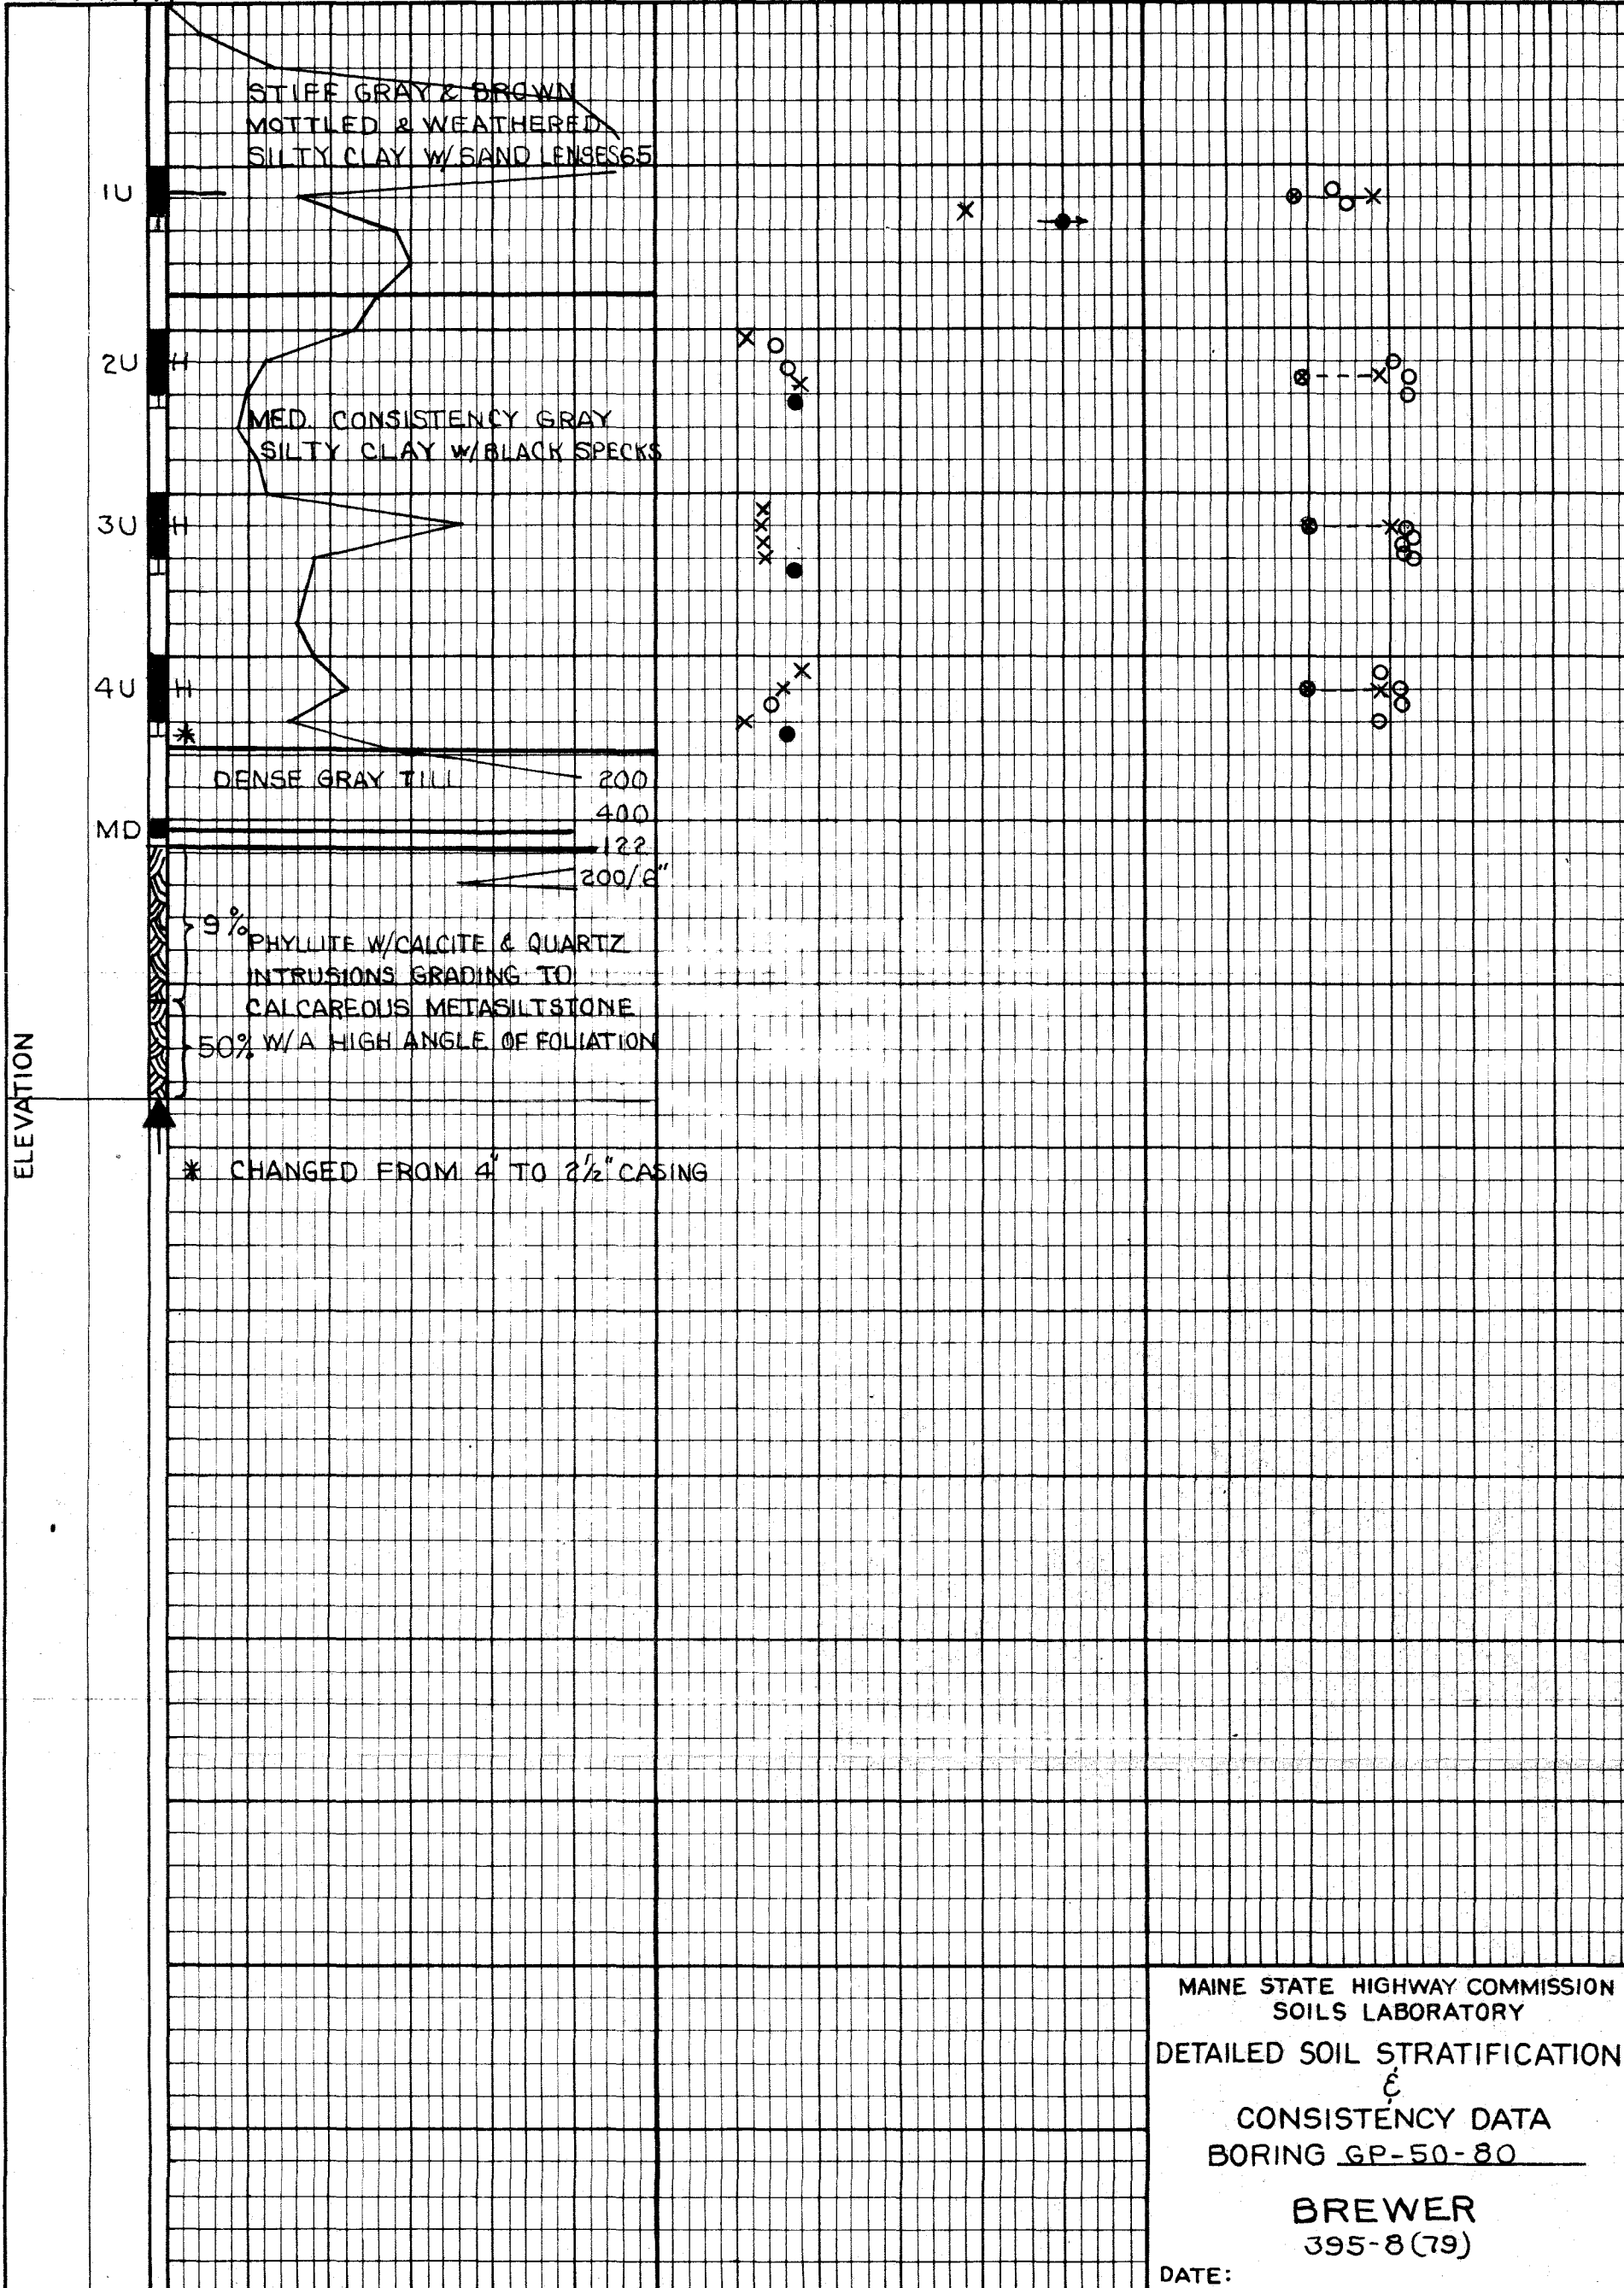 STIFF GRAY & BROWN
MOTTLED & WEATHERED
SILTY CLAY W/ SAND LENSES 65
1U
2U H
MED. CONSISTENCY GRAY
SILTY CLAY W/ BLACK SPECKS
3U H
4U H
*
DENSE GRAY TILL 200
400
MD
122
200/6"
9%
PHYLLITE W/CALCITE & QUARTZ
INTRUSIONS GRADING TO
CALCAREOUS METASILTSTONE
50% W/A HIGH ANGLE OF FOLIATION
ELEVATION
* CHANGED FROM 4" TO 2½" CASING
MAINE STATE HIGHWAY COMMISSION
SOILS LABORATORY
DETAILED SOIL STRATIFICATION
&
CONSISTENCY DATA
BORING GP-50-80
BREWER
395-8(79)
DATE: